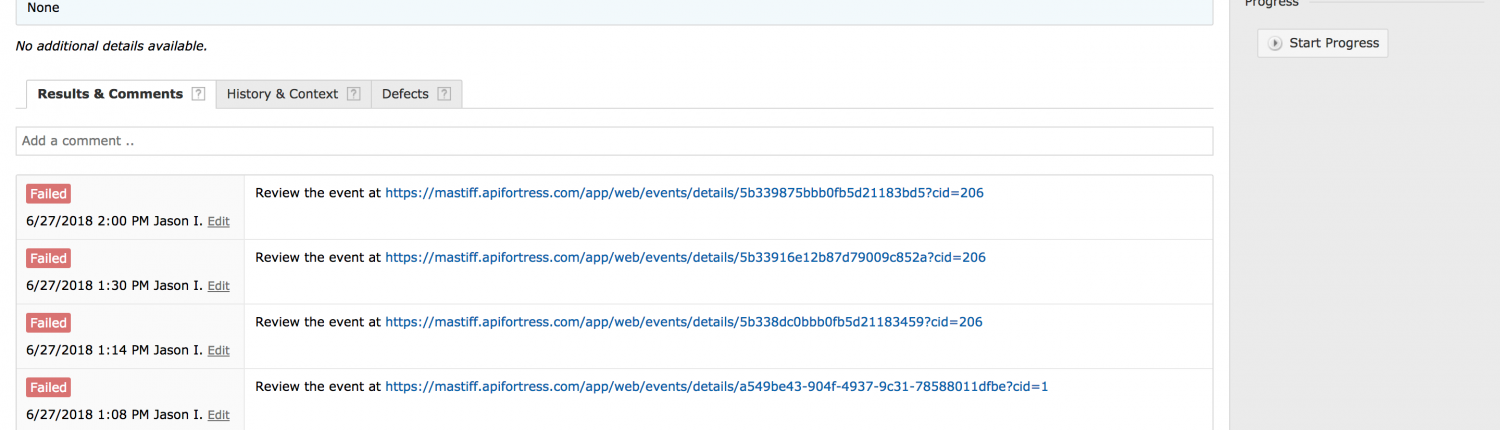 None
Progress
No additional details available.
Start Progress
Results & Comments ? History & Context ? Defects ?
Add a comment ..
Failed
Review the event at https://mastiff.apifortress.com/app/web/events/details/5b339875bbb0fb5d21183bd5?cid=206
6/27/2018 2:00 PM Jason I. Edit
Failed
Review the event at https://mastiff.apifortress.com/app/web/events/details/5b33916e12b87d79009c852a?cid=206
6/27/2018 1:30 PM Jason I. Edit
Failed
Review the event at https://mastiff.apifortress.com/app/web/events/details/5b338dc0bbb0fb5d21183459?cid=206
6/27/2018 1:14 PM Jason I. Edit
Failed
Review the event at https://mastiff.apifortress.com/app/web/events/details/a549be43-904f-4937-9c31-78588011dfbe?cid=1
6/27/2018 1:08 PM Jason I. Edit